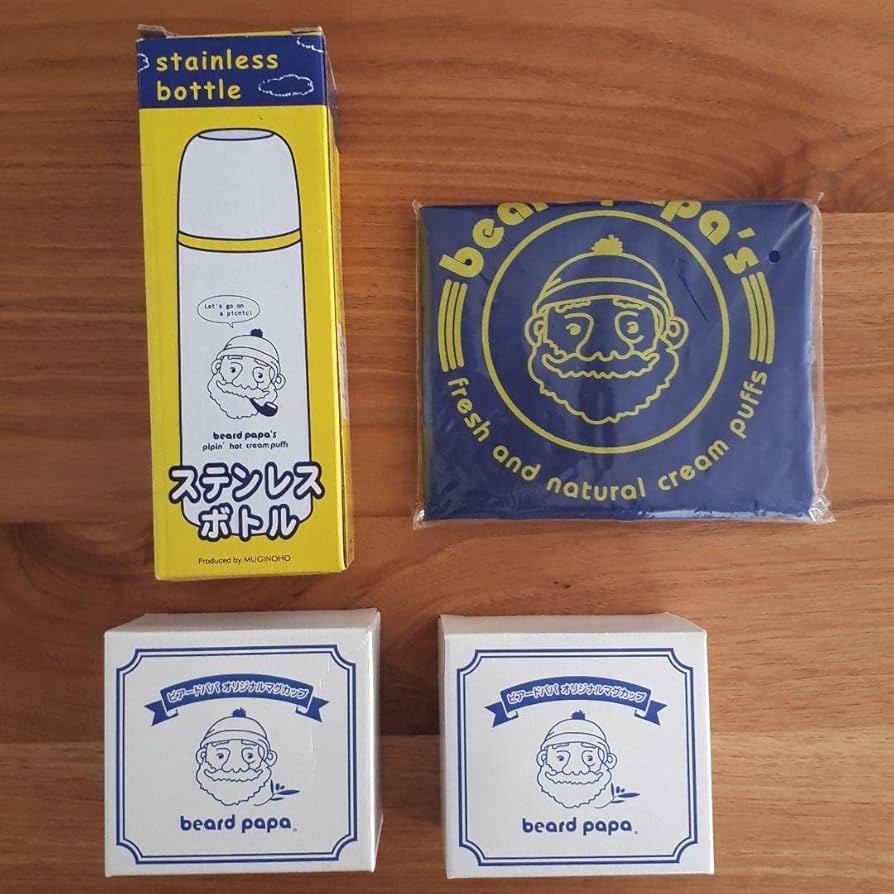 stainless
bottle
Let's go on
a picnic!
beard papa's
pipin' hot cream puffs
ステンレス
ボトル
Produced by MUGINOHO
beard papa's
fresh and natural cream puffs
ビアードパパ オリジナルマグカップ
beard papa®
ビアードパパ オリジナルマグカップ
beard papa®